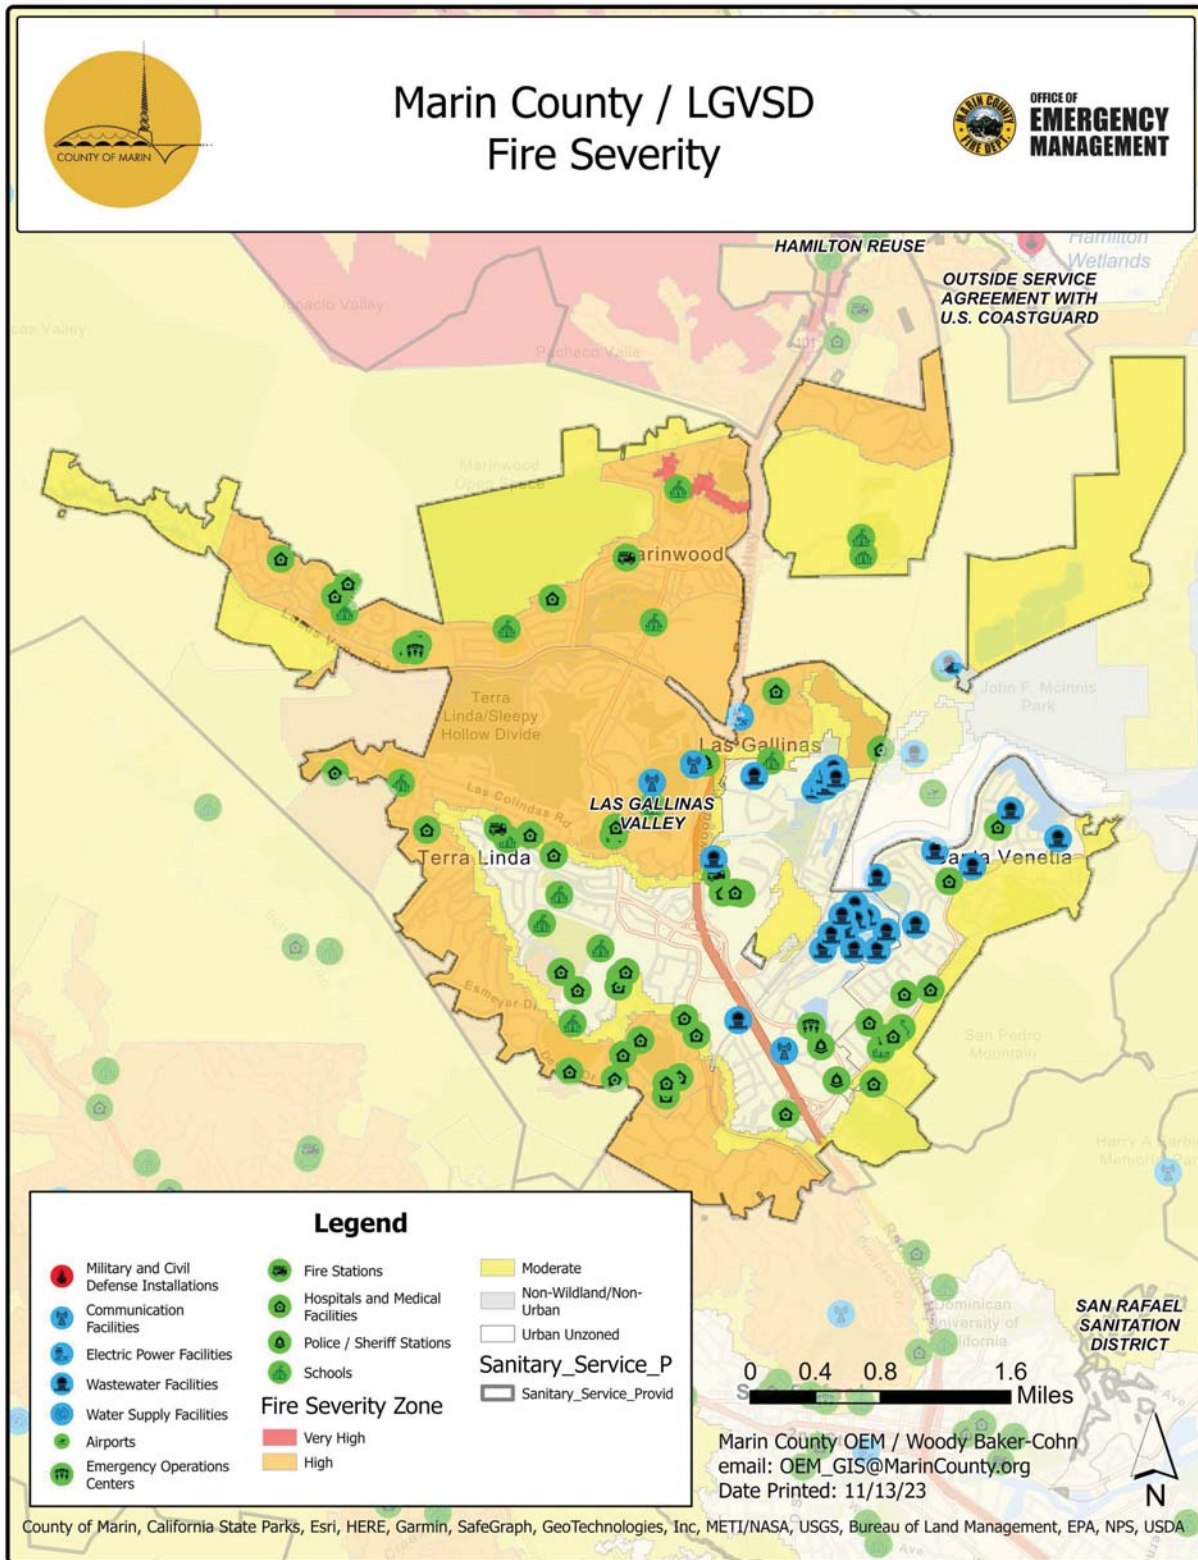 Marin County / LGVSD
Fire Severity
COUNTY OF MARIN
MARIN COUNTY
FIRE DEPT.
OFFICE OF
EMERGENCY
MANAGEMENT
HAMILTON REUSE
Hamilton
Wetlands
OUTSIDE SERVICE
AGREEMENT WITH
U.S. COASTGUARD
Ignacio Valley
Pacheco Valle
101
Marinwood
Open Space
arinwood
Terra
Linda/Sleepy
Hollow Divide
John F. McInnis
Park
Las Gallinas
LAS GALLINAS
VALLEY
Las Colindas Rd
Terra Linda
anta Venetia
Esmeyer Dr
San Pedro
Mountain
Dominican
University of
California
SAN RAFAEL
SANITATION
DISTRICT
Legend
Military and Civil
Defense Installations
Communication
Facilities
Electric Power Facilities
Wastewater Facilities
Water Supply Facilities
Airports
Emergency Operations
Centers
Fire Stations
Hospitals and Medical
Facilities
Police / Sheriff Stations
Schools
Fire Severity Zone
Very High
High
Moderate
Non-Wildland/Non-
Urban
Urban Unzoned
Sanitary_Service_P
Sanitary_Service_Provid
0 0.4 0.8 1.6
Miles
Marin County OEM / Woody Baker-Cohn
email: OEM_GIS@MarinCounty.org
Date Printed: 11/13/23
N
County of Marin, California State Parks, Esri, HERE, Garmin, SafeGraph, GeoTechnologies, Inc, METI/NASA, USGS, Bureau of Land Management, EPA, NPS, USDA